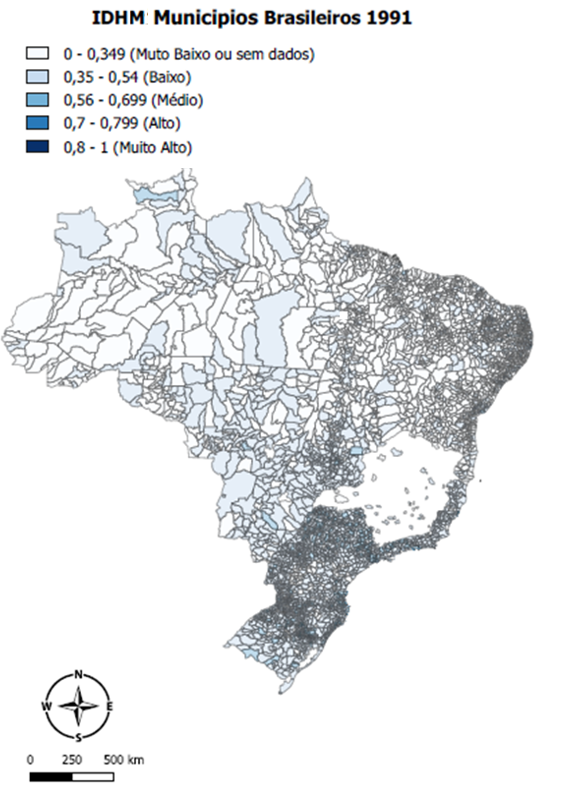 IDHM Municipios Brasileiros 1991
0 - 0,349 (Muto Baixo ou sem dados)
0,35 - 0,54 (Baixo)
0,56 - 0,699 (Médio)
0,7 - 0,799 (Alto)
0,8 - 1 (Muito Alto)
N
W E
S
0 250 500 km